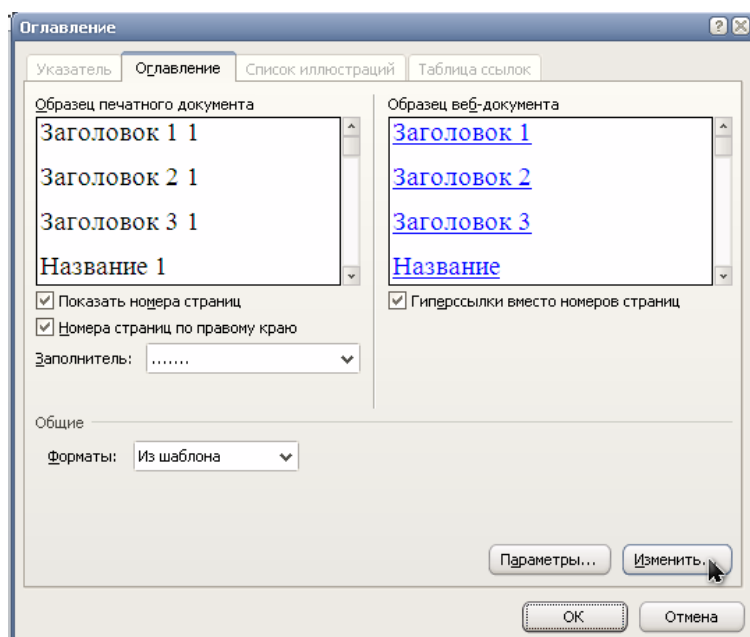 Оглавление
Указатель Оглавление Список иллюстраций Таблица ссылок
Образец печатного документа
Заголовок 1 1
Заголовок 2 1
Заголовок 3 1
Название 1
Показать номера страниц
Номера страниц по правому краю
Заполнитель: .......
Образец веб-документа
Заголовок 1
Заголовок 2
Заголовок 3
Название
Гиперссылки вместо номеров страниц
Общие
Форматы: Из шаблона
Параметры... Изменить...
ОК Отмена